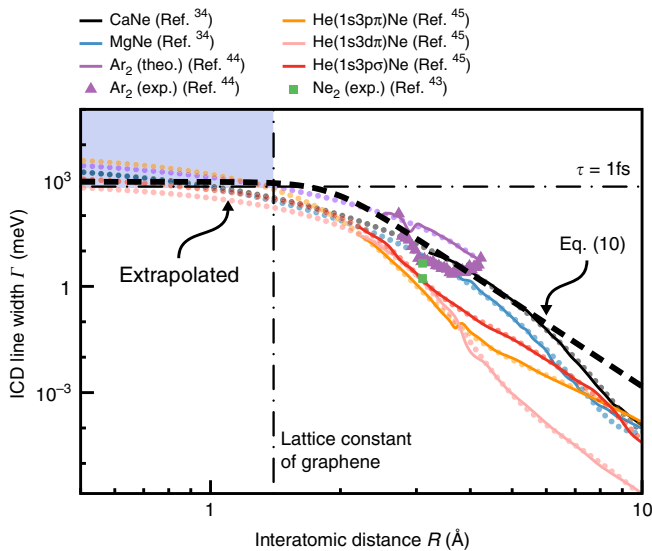 CaNe (Ref. 34)
MgNe (Ref. 34)
Ar2 (theo.) (Ref. 44)
Ar2 (exp.) (Ref. 44)
He(1s3pπ)Ne (Ref. 45)
He(1s3dπ)Ne (Ref. 45)
He(1s3pσ)Ne (Ref. 45)
Ne2 (exp.) (Ref. 43)
ICD line width Γ (meV)
10^3
1
10^−3
τ = 1fs
Extrapolated
Eq. (10)
Lattice constant
of graphene
1
10
Interatomic distance R (Å)